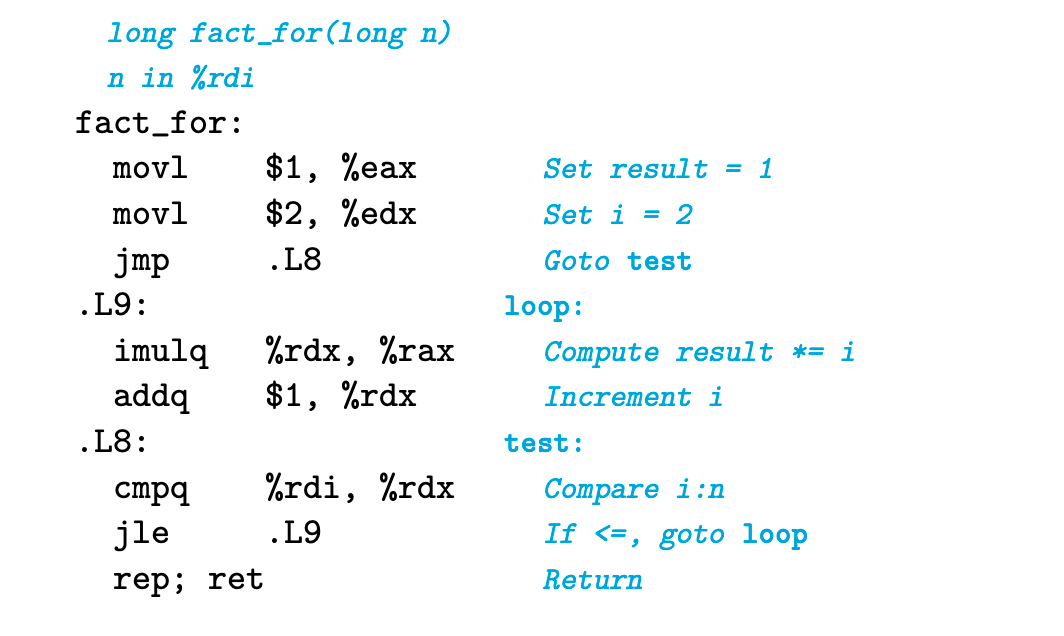 long fact_for(long n)
n in %rdi
fact_for:
movl $1, %eax Set result = 1
movl $2, %edx Set i = 2
jmp .L8 Goto test
.L9: loop:
imulq %rdx, %rax Compute result *= i
addq $1, %rdx Increment i
.L8: test:
cmpq %rdi, %rdx Compare i:n
jle .L9 If <=, goto loop
rep; ret Return